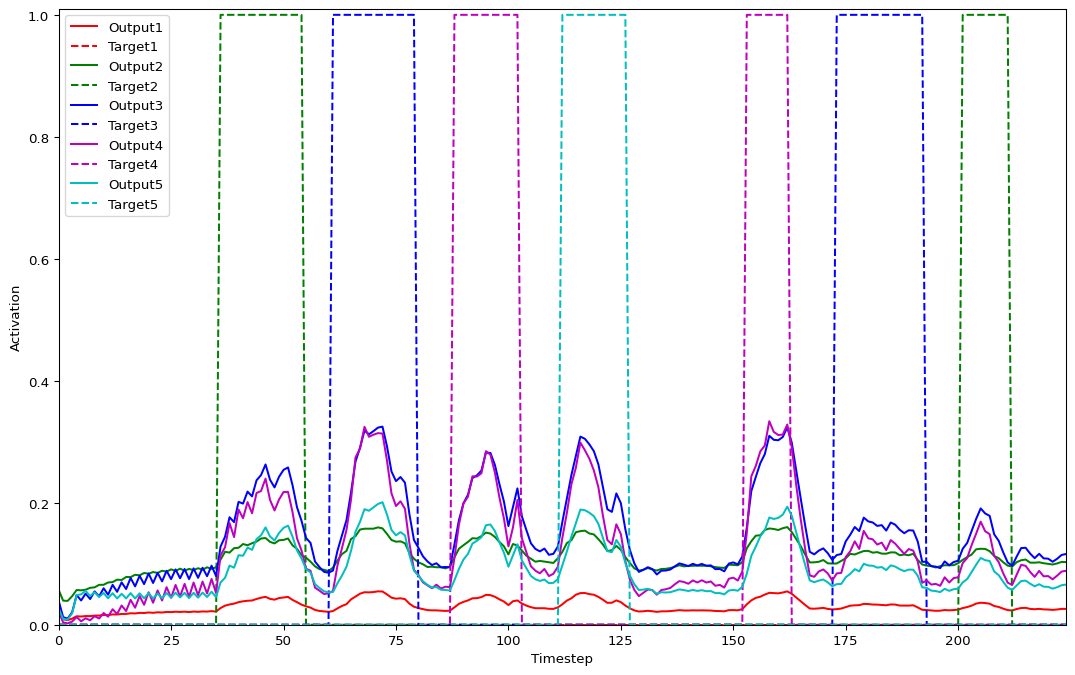 1.0
0.8
0.6
0.4
0.2
0.0
Activation
Output1
Target1
Output2
Target2
Output3
Target3
Output4
Target4
Output5
Target5
0 25 50 75 100 125 150 175 200
Timestep